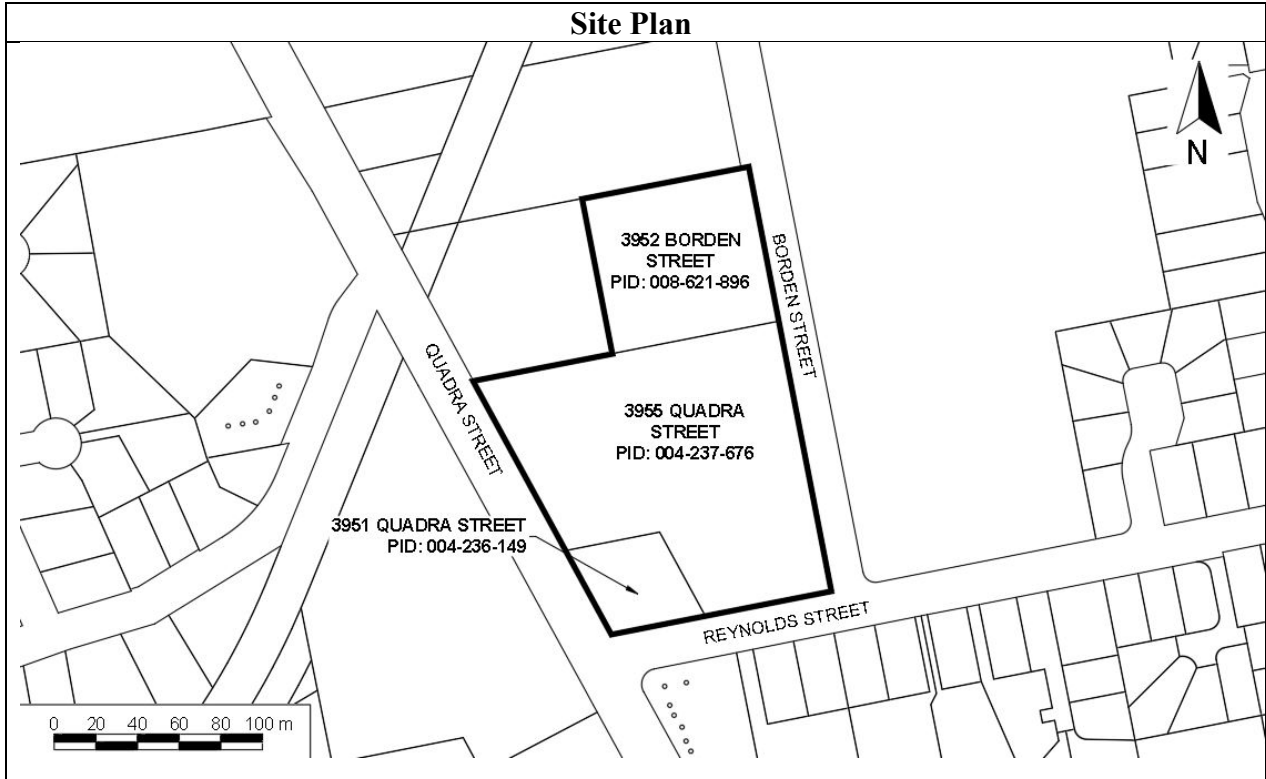 Site Plan
N
3952 BORDEN
STREET
PID: 008-621-896
BORDEN STREET
QUADRA STREET
3955 QUADRA
STREET
PID: 004-237-676
3951 QUADRA STREET
PID: 004-236-149
REYNOLDS STREET
0 20 40 60 80 100 m